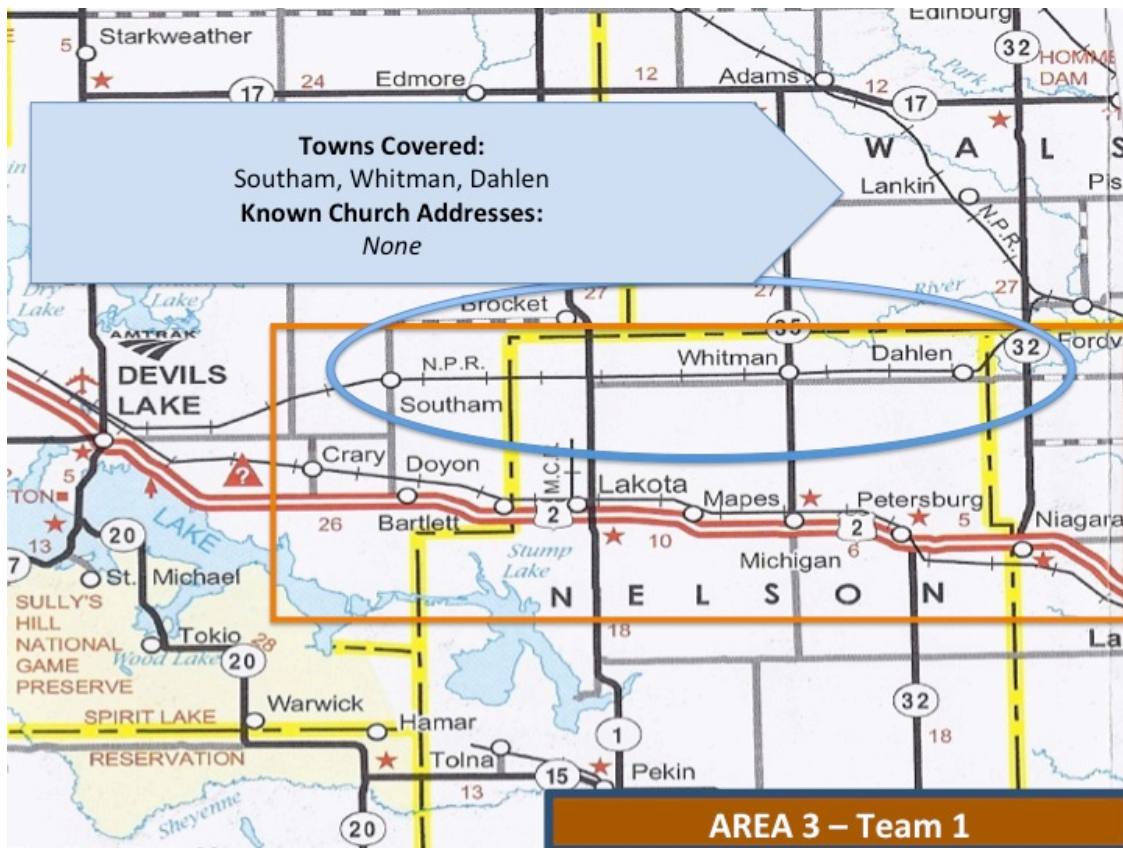 Edinburg
5
Starkweather
32
HOMME
DAM
Park
24
Edmore
12
Adams
12
17
17
Towns Covered:
Southam, Whitman, Dahlen
Known Church Addresses:
None
W A L S
Lankin
Pis
N.P.R.
Dry
Lake
Lake
Brocket
27
27
River
27
35
AMTRAK
DEVILS
LAKE
N.P.R.
Whitman
Dahlen
32
Fordv
Southam
Crary
Doyon
M.C.
Lakota
Mapes
Petersburg
5
TON
LAKE
26
Bartlett
2
10
2
6
5
Niagara
13
20
Stump
Lake
Michigan
7
St. Michael
N E L S O N
SULLY'S
HILL
NATIONAL
GAME
PRESERVE
Tokio
28
Wood Lake
20
18
La
Warwick
32
SPIRIT LAKE
Hamar
1
18
RESERVATION
Tolna
15
Pekin
13
Sheyenne
20
AREA 3 – Team 1